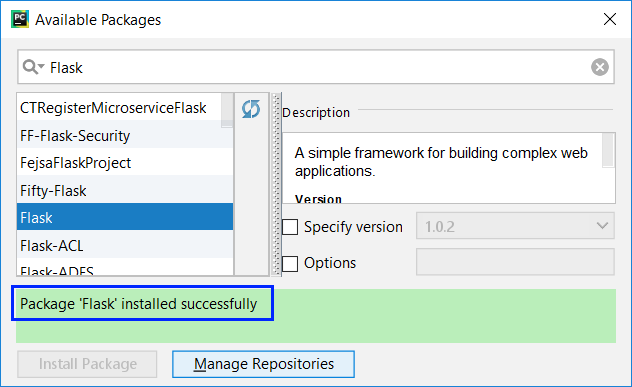 PC
Available Packages
Flask
CTRegisterMicroserviceFlask
FF-Flask-Security
FejsaFlaskProject
Fifty-Flask
Flask
Flask-ACL
Flask-ADFS
Description
A simple framework for building complex web
applications.
Version
Specify version
1.0.2
Options
Package 'Flask' installed successfully
Install Package
Manage Repositories